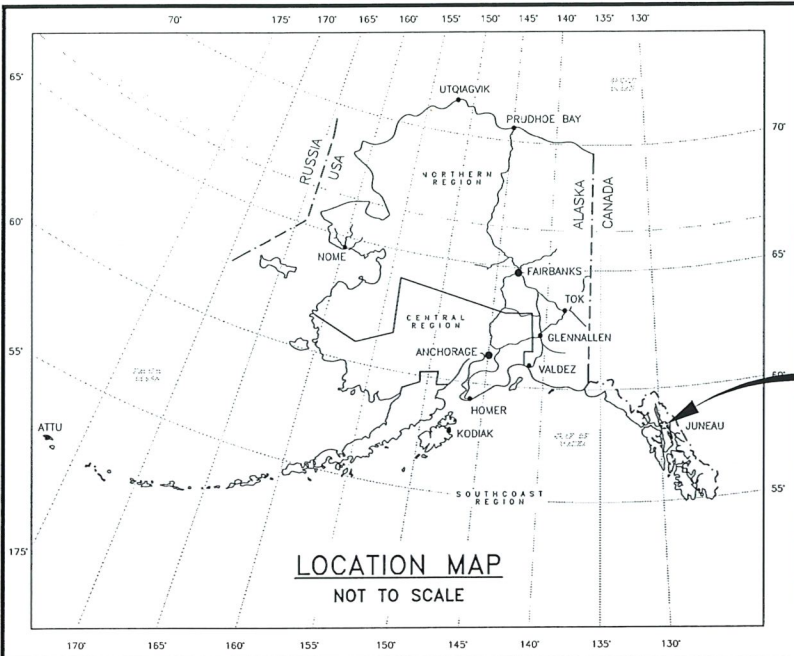 70' 175' 170' 165' 160' 155' 150' 145' 140' 135' 130'
65'
UTQIAGVIK
PRUDHOE BAY
70'
RUSSIA
USA
NORTHERN
REGION
ALASKA
CANADA
60'
NOME
FAIRBANKS
65'
TOK
CENTRAL
REGION
GLENNALLEN
55'
ANCHORAGE
VALDEZ
60'
HOMER
JUNEAU
ATTU
KODIAK
SOUTHCOAST
REGION
55'
175'
LOCATION MAP
NOT TO SCALE
170' 165' 160' 155' 150' 145' 140' 135' 130'